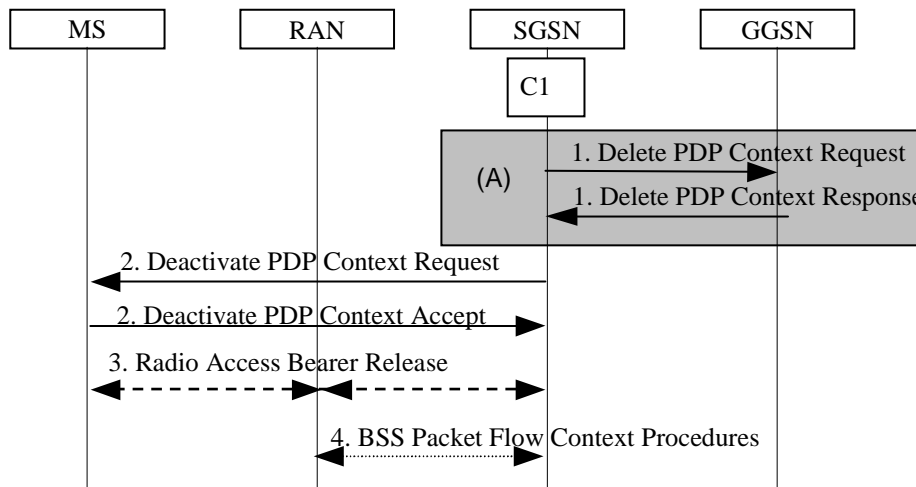 MS
RAN
SGSN
GGSN
C1
1. Delete PDP Context Request
(A)
1. Delete PDP Context Response
2. Deactivate PDP Context Request
2. Deactivate PDP Context Accept
3. Radio Access Bearer Release
4. BSS Packet Flow Context Procedures